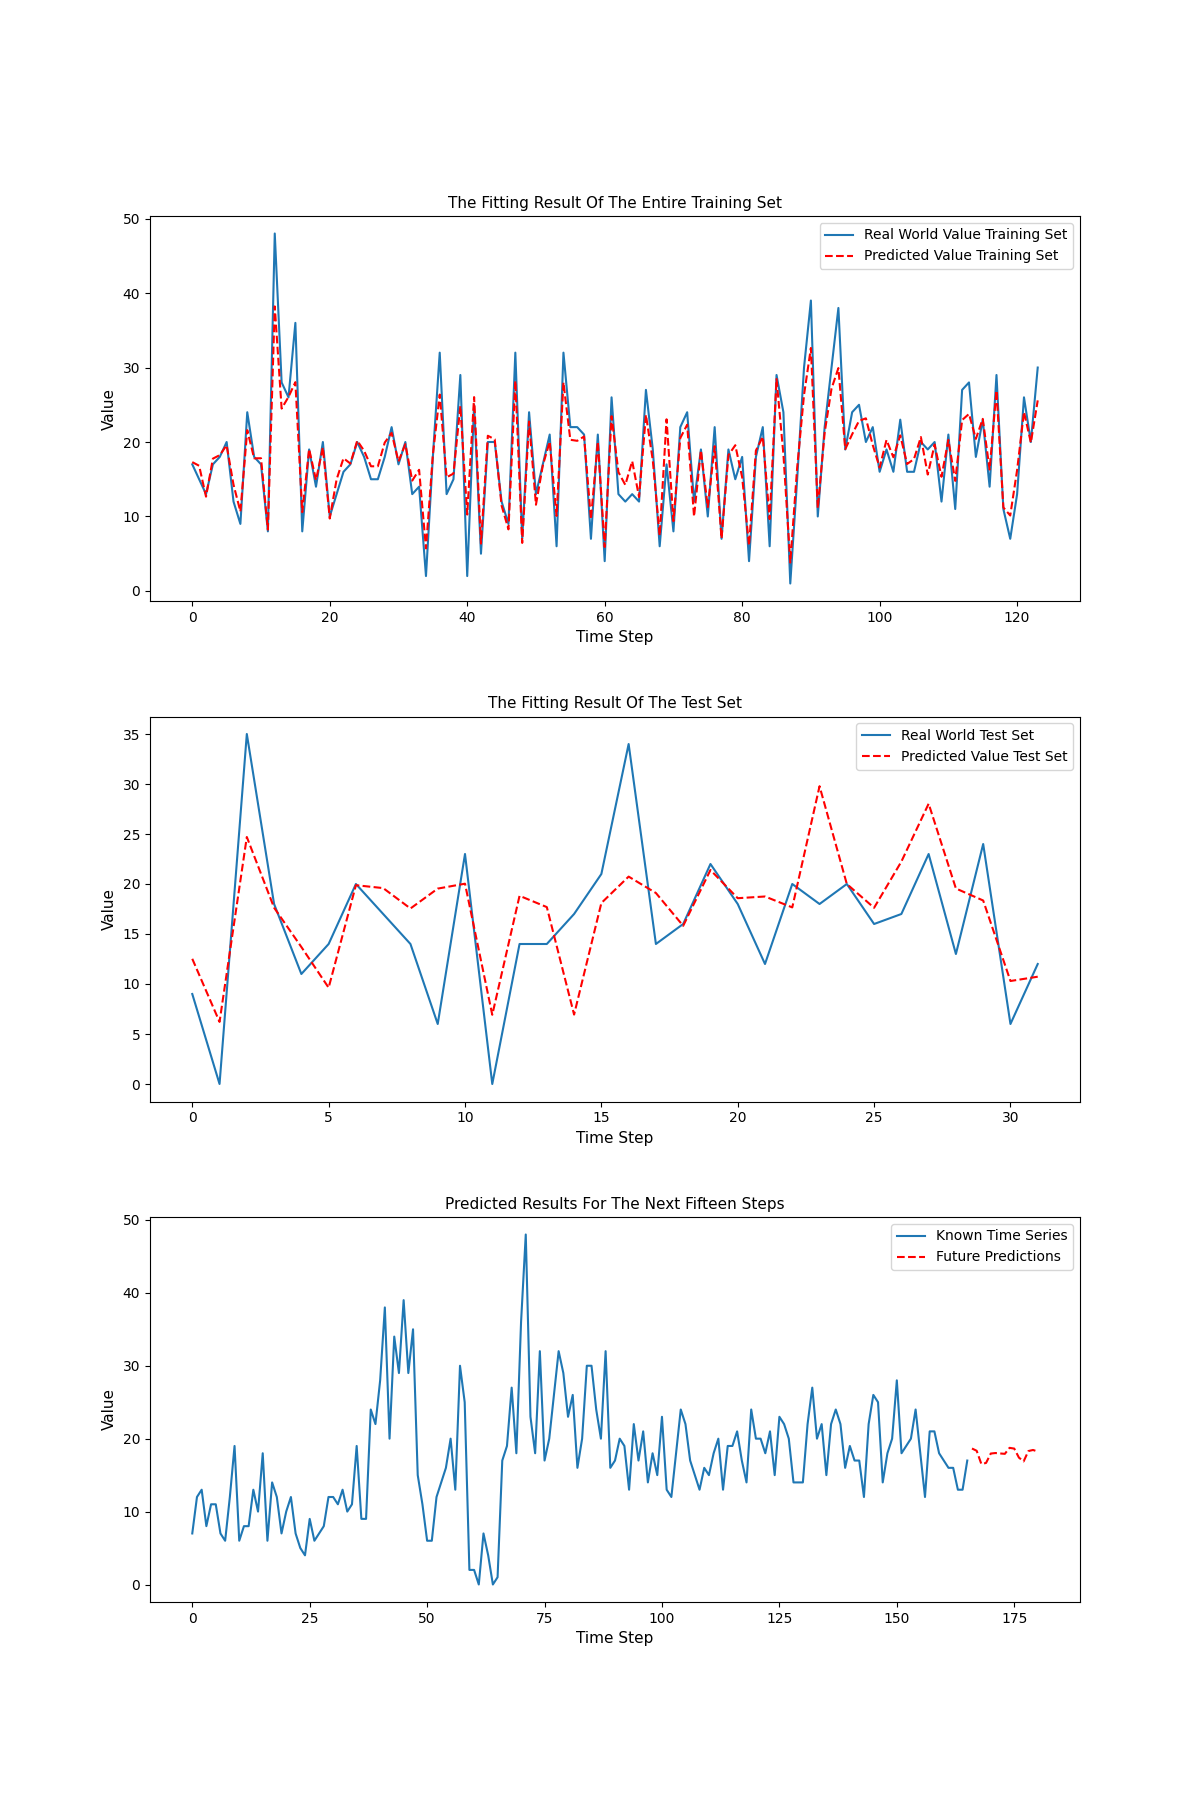 The Fitting Result Of The Entire Training Set
50
40
30
20
10
0
Value
Real World Value Training Set
Predicted Value Training Set
0 20 40 60 80 100 120
Time Step
The Fitting Result Of The Test Set
35
30
25
20
15
10
5
0
Value
Real World Test Set
Predicted Value Test Set
0 5 10 15 20 25 30
Time Step
Predicted Results For The Next Fifteen Steps
50
40
30
20
10
0
Value
Known Time Series
Future Predictions
0 25 50 75 100 125 150 175
Time Step